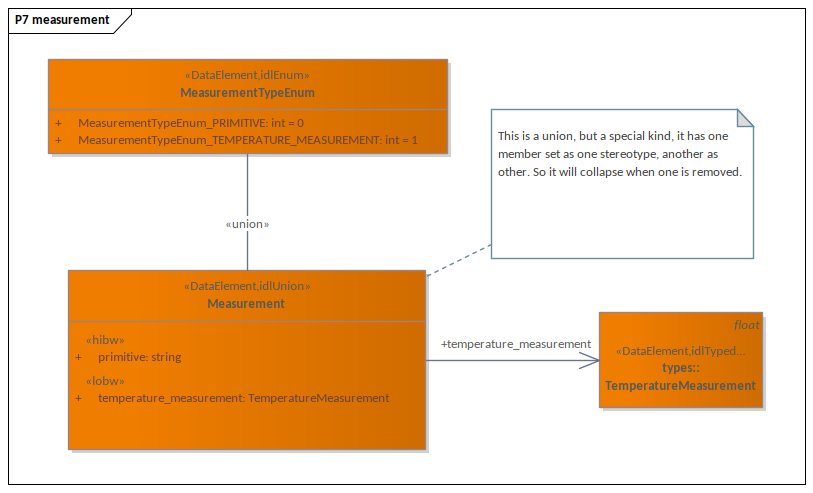 P7 measurement
«DataElement,idlEnum»
MeasurementTypeEnum
+ MeasurementTypeEnum_PRIMITIVE: int = 0
+ MeasurementTypeEnum_TEMPERATURE_MEASUREMENT: int = 1
This is a union, but a special kind, it has one
member set as one stereotype, another as
other. So it will collapse when one is removed.
«union»
«DataElement,idlUnion»
Measurement
«hibw»
+ primitive: string
«lobw»
+ temperature_measurement: TemperatureMeasurement
+temperature_measurement
float
«DataElement,idlTyped...
types::
TemperatureMeasurement